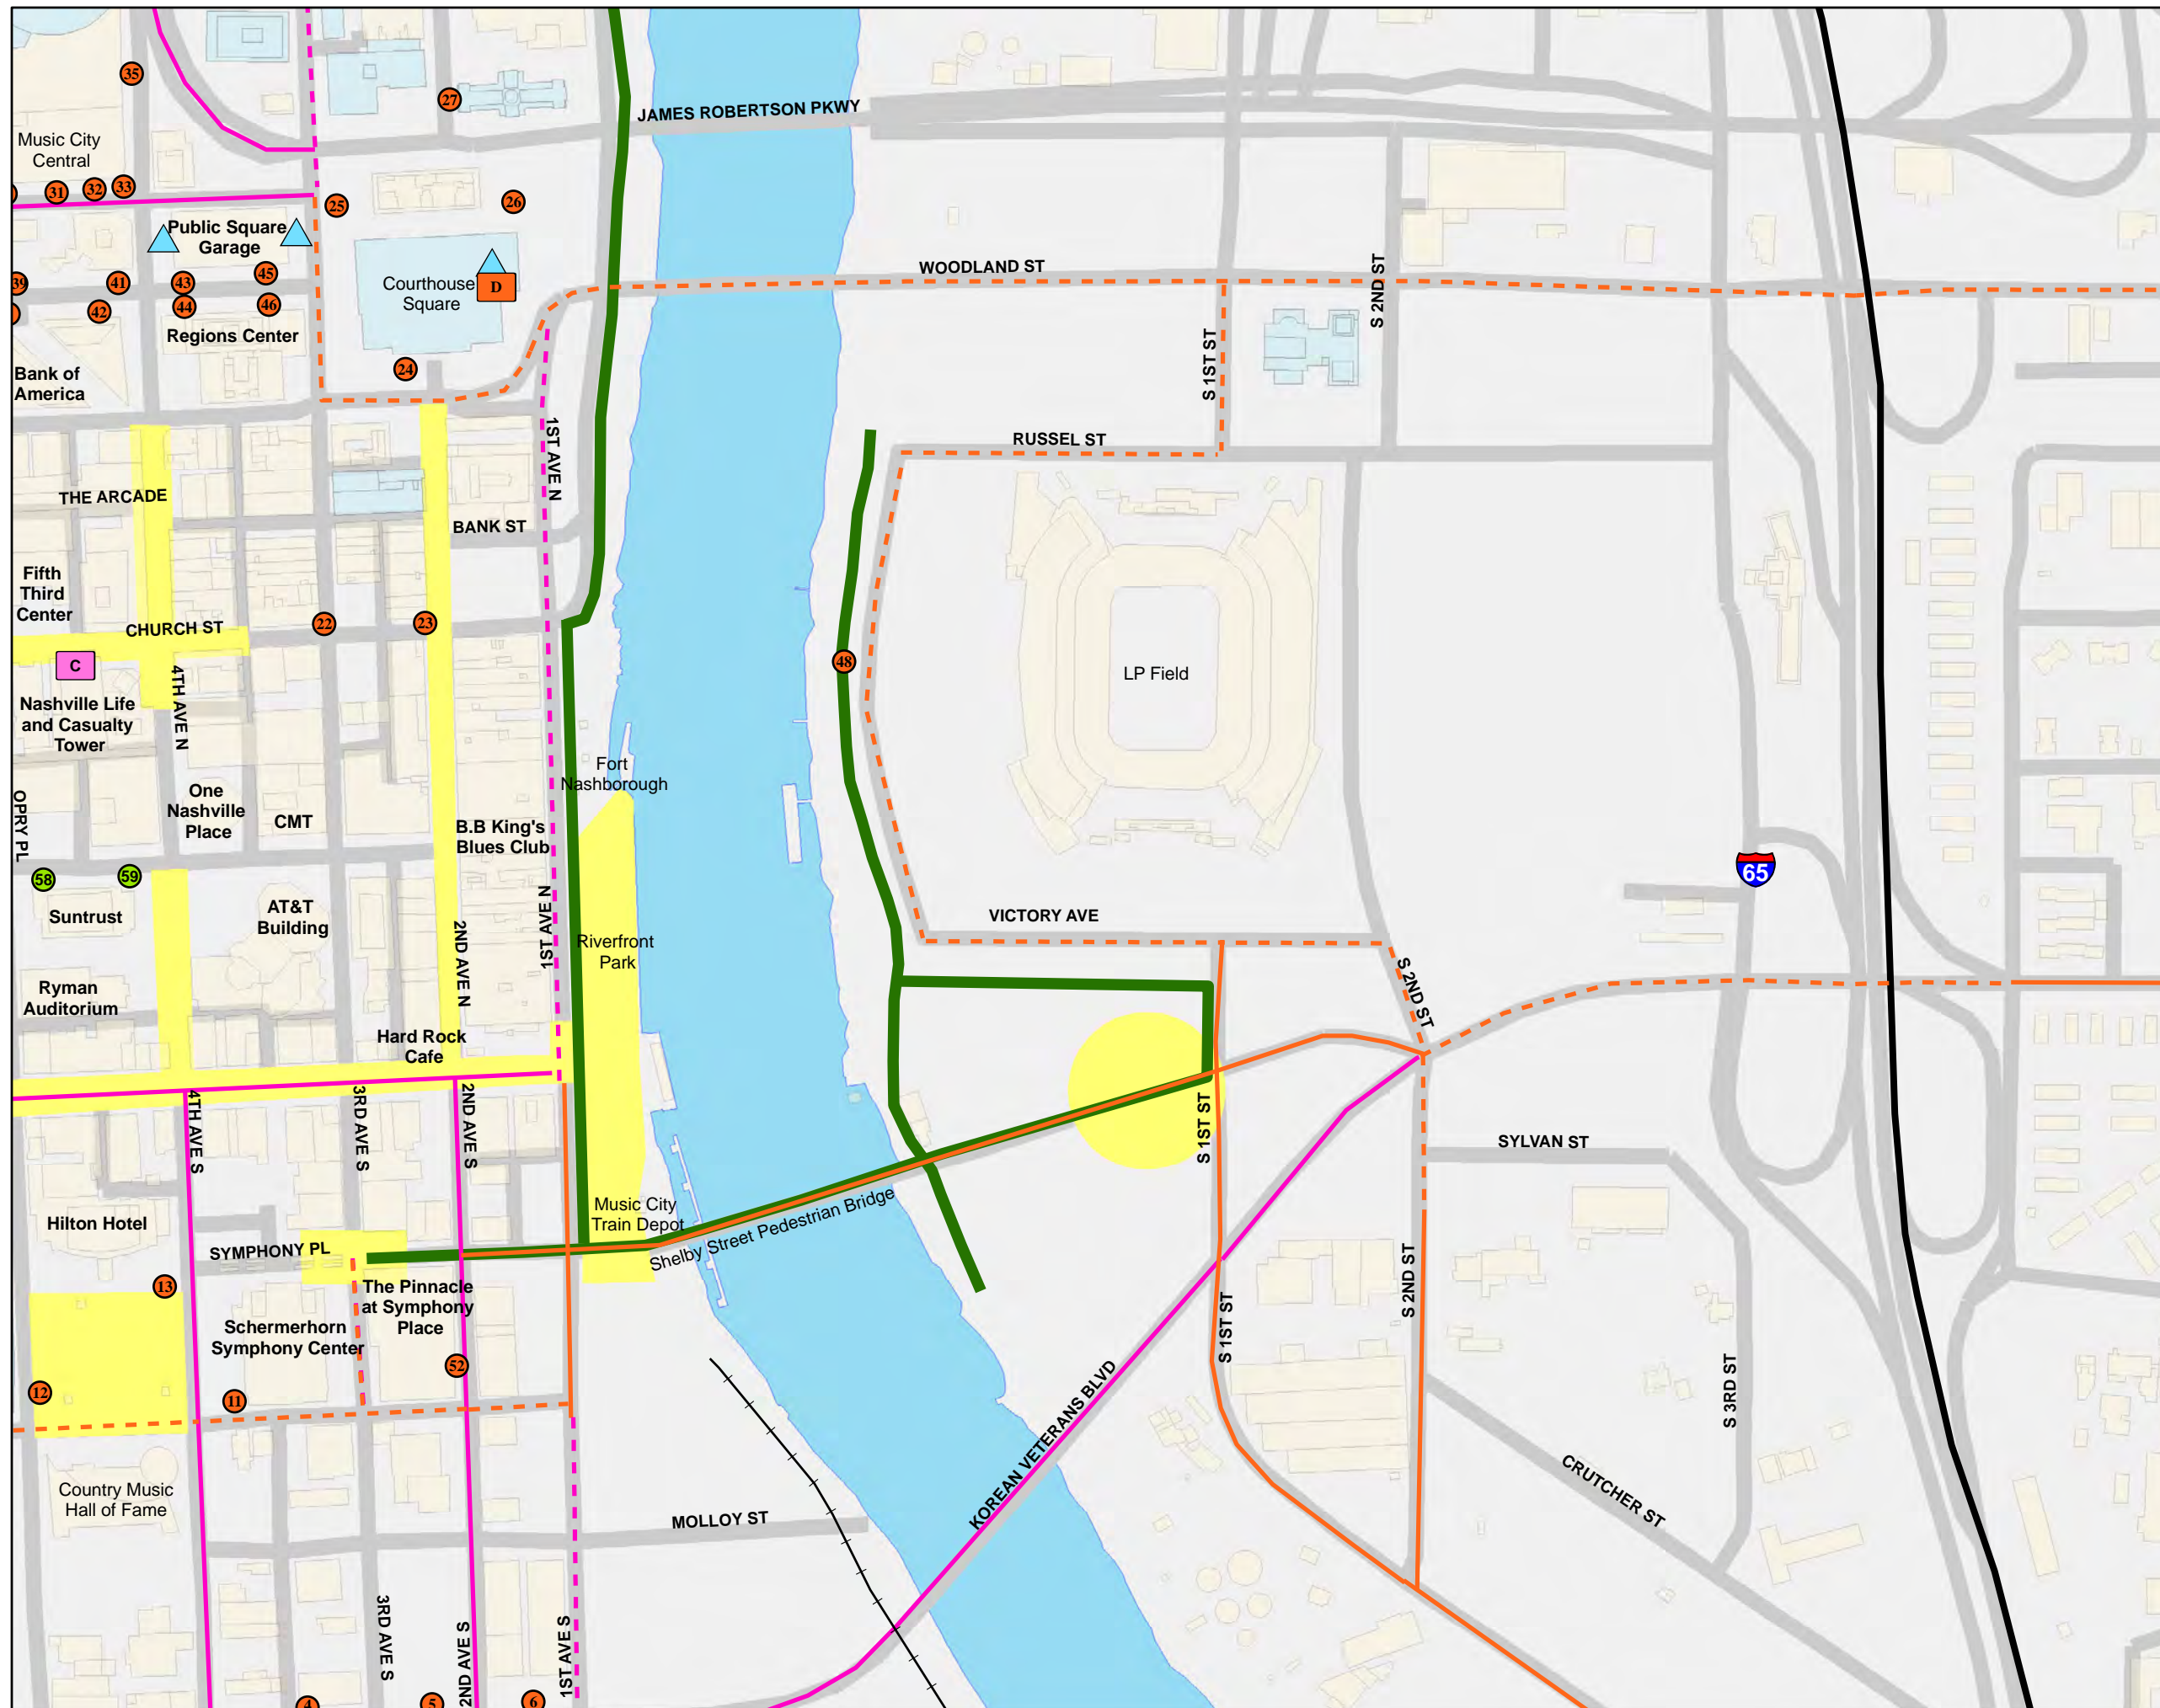 35
27
JAMES ROBERTSON PKWY
Music City
Central
31
32
33
25
26
Public Square
Garage
WOODLAND ST
S 2ND ST
39
41
43
45
Courthouse
Square
D
42
44
46
Regions Center
S 1ST ST
24
Bank of
America
1ST AVE N
RUSSEL ST
THE ARCADE
BANK ST
Fifth
Third
Center
CHURCH ST
22
23
C
48
LP Field
4TH AVE N
Nashville Life
and Casualty
Tower
Fort
Nashborough
OPRY PL
One
Nashville
Place
CMT
B.B King's
Blues Club
58
59
65
Suntrust
AT&T
Building
1ST AVE N
VICTORY AVE
2ND AVE N
Riverfront
Park
S 2ND ST
Ryman
Auditorium
Hard Rock
Cafe
4TH AVE S
3RD AVE S
2ND AVE S
S 1ST ST
SYLVAN ST
Hilton Hotel
Music City
Train Depot
Shelby Street Pedestrian Bridge
SYMPHONY PL
S 2ND ST
13
The Pinnacle
at Symphony
Place
Schermerhorn
Symphony Center
S 1ST ST
52
12
11
S 3RD ST
KOREAN VETERANS BLVD
Country Music
Hall of Fame
CRUTCHER ST
MOLLOY ST
3RD AVE S
2ND AVE S
1ST AVE S
4
5
6